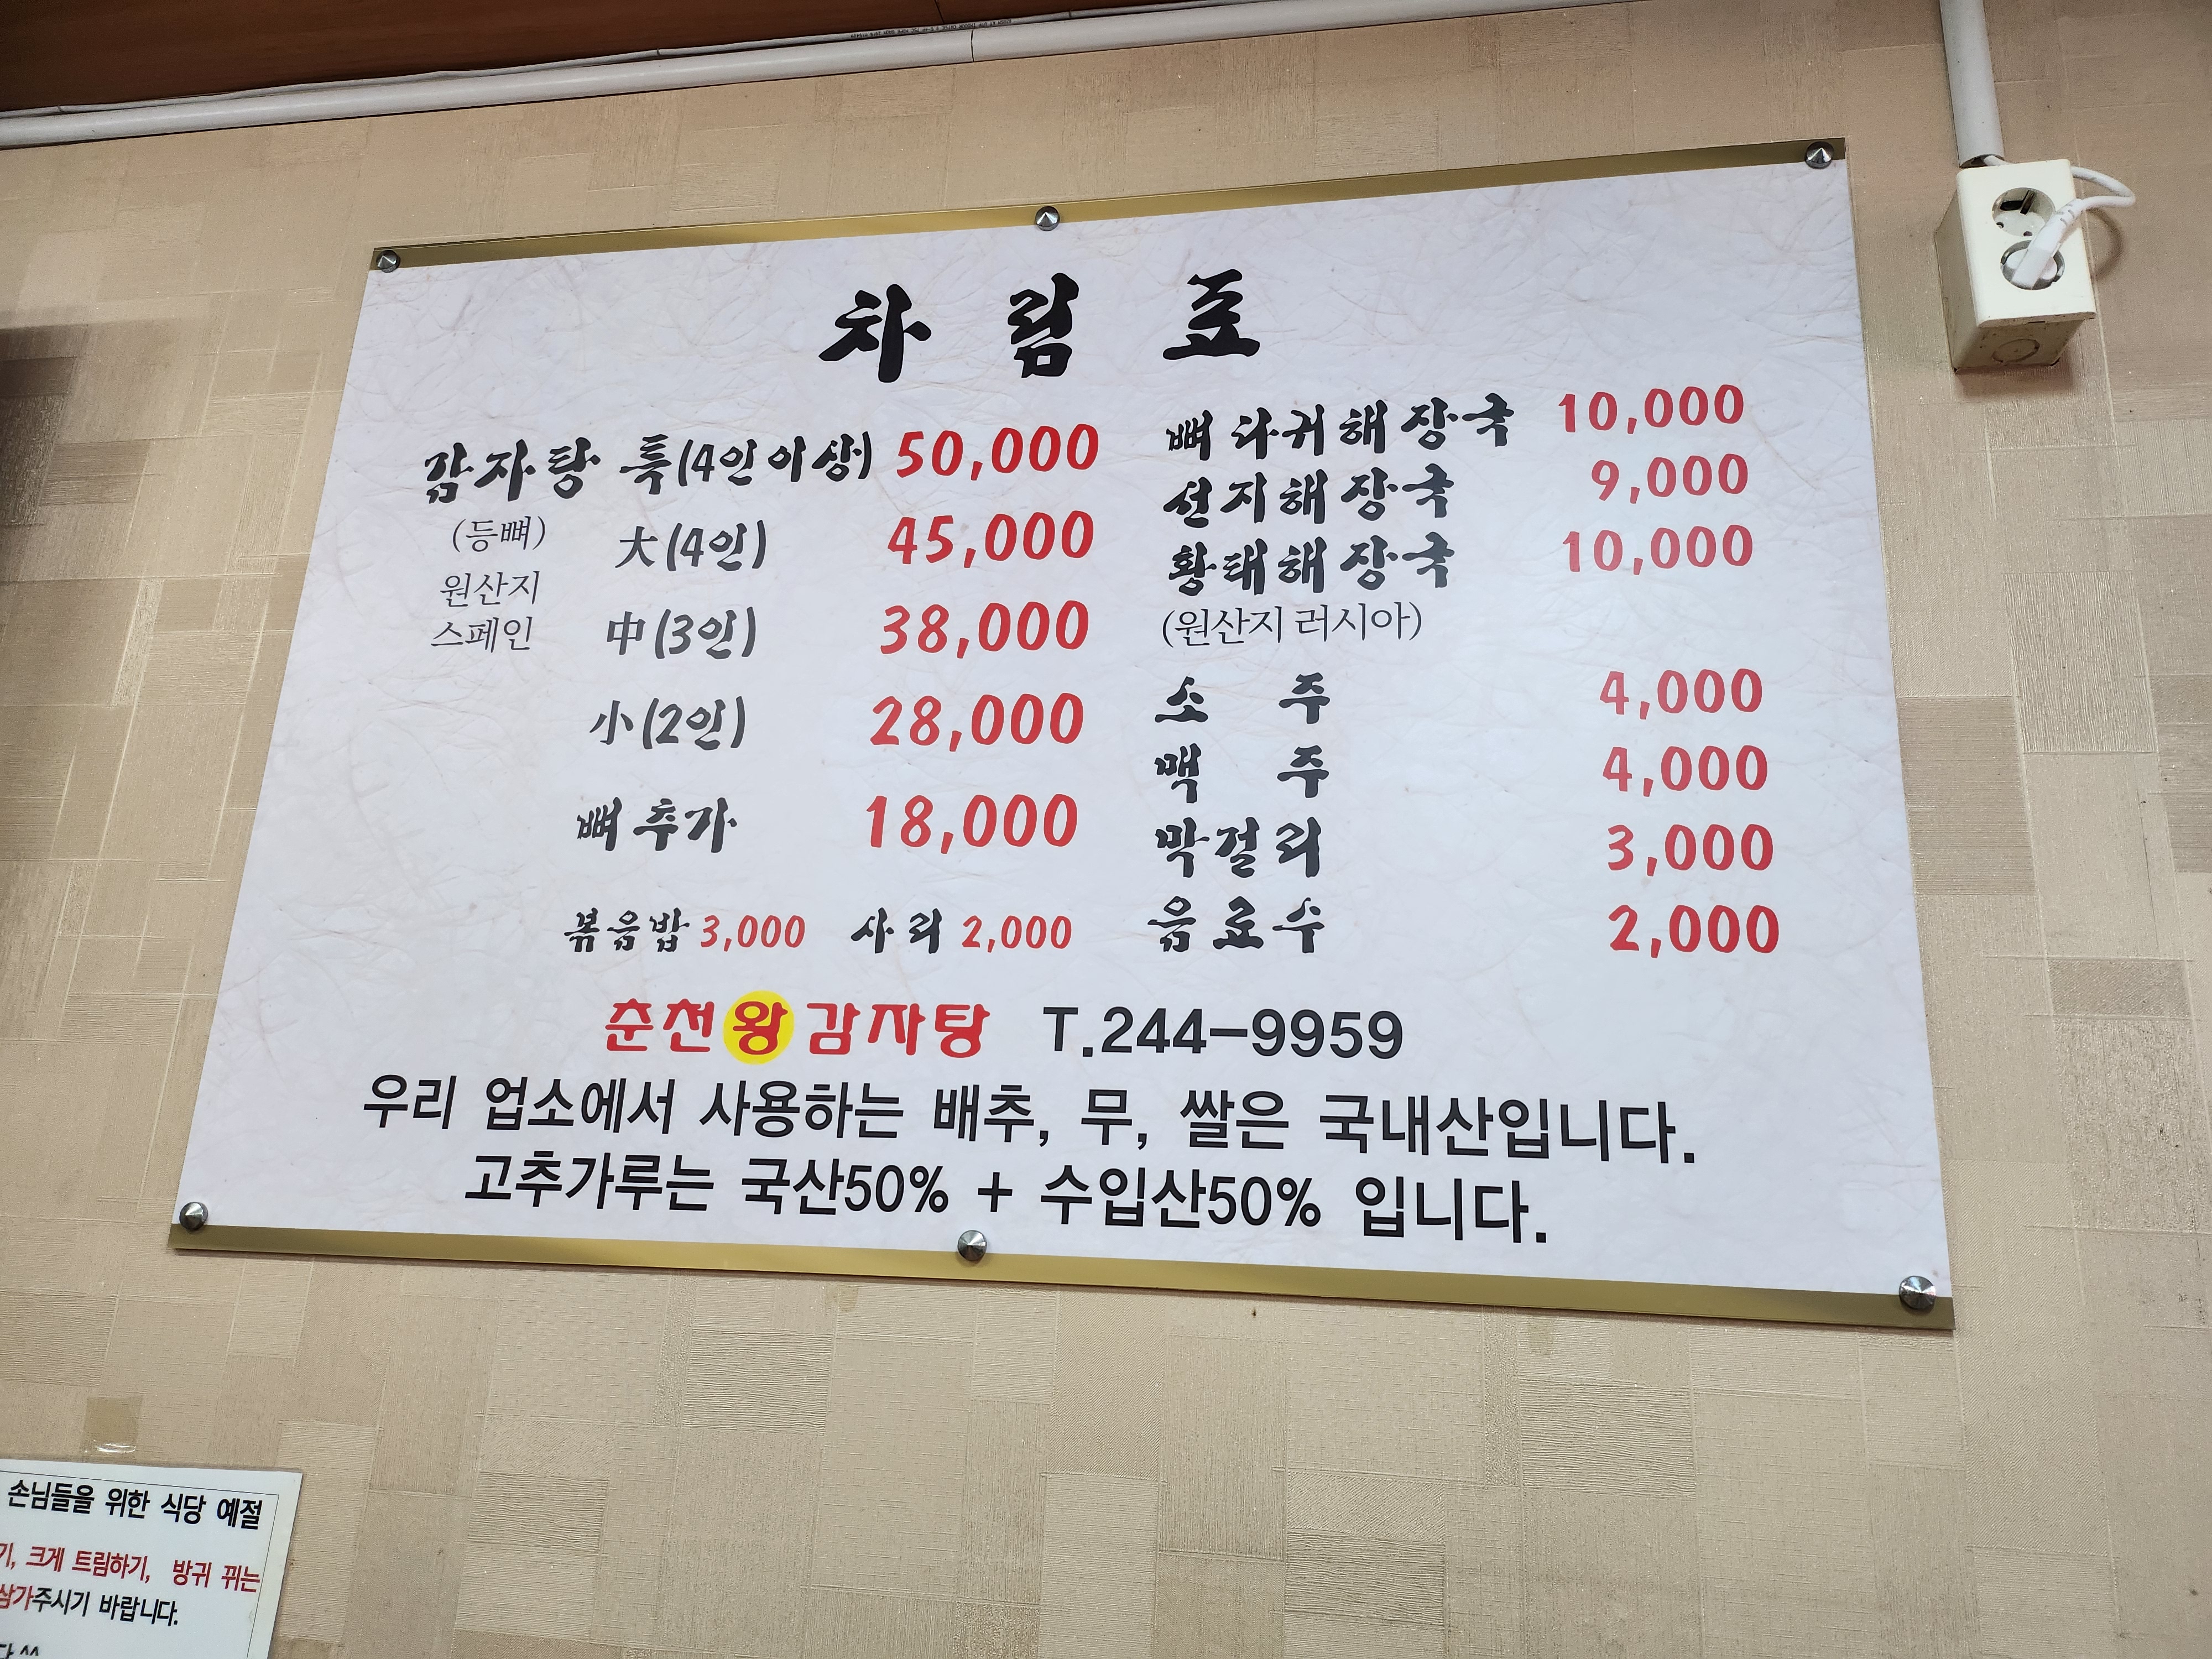 차림표
감자탕 특(4인이상) 50,000
(등뼈) 大(4인) 45,000
원산지
스페인 中(3인) 38,000
小(2인) 28,000
뼈추가 18,000
볶음밥 3,000 사리 2,000
뼈다귀해장국 10,000
선지해장국 9,000
황태해장국 10,000
(원산지 러시아)
소 주 4,000
맥 주 4,000
막걸리 3,000
음료수 2,000
춘천왕감자탕 T.244-9959
우리 업소에서 사용하는 배추, 무, 쌀은 국내산입니다.
고추가루는 국산50% + 수입산50% 입니다.
손님들을 위한 식당 예절
기, 크게 트림하기, 방귀 뀌는
삼가주시기 바랍니다.
다.^^